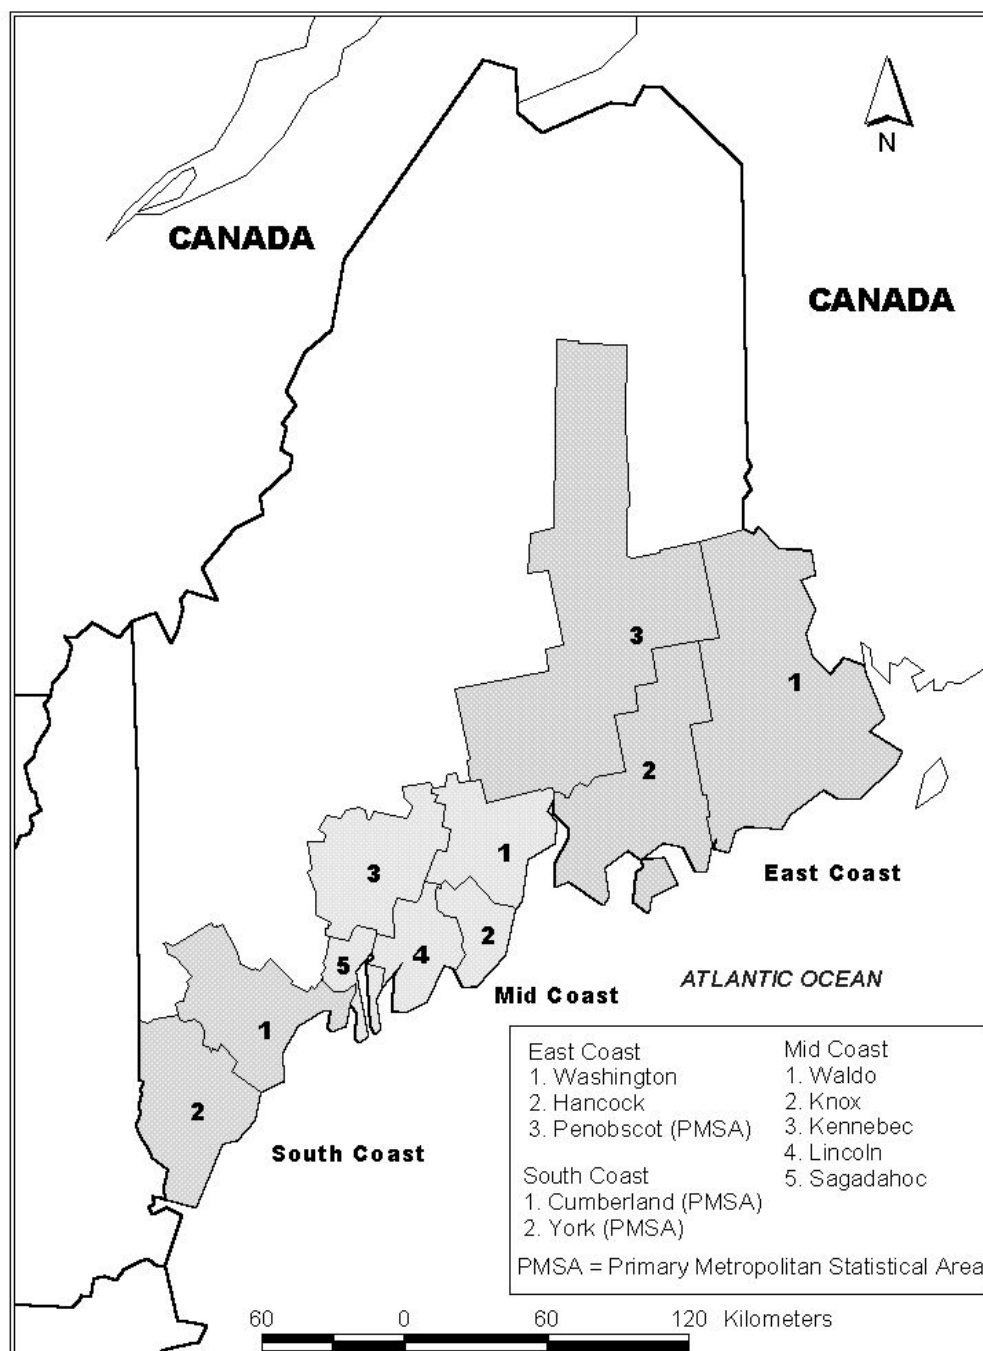 N
CANADA
CANADA
3
1
2
1
3
2
4
5
1
2
East Coast
Mid Coast
South Coast
ATLANTIC OCEAN
East Coast
1. Washington
2. Hancock
3. Penobscot (PMSA)
South Coast
1. Cumberland (PMSA)
2. York (PMSA)
Mid Coast
1. Waldo
2. Knox
3. Kennebec
4. Lincoln
5. Sagadahoc
PMSA = Primary Metropolitan Statistical Area
60 0 60 120 Kilometers